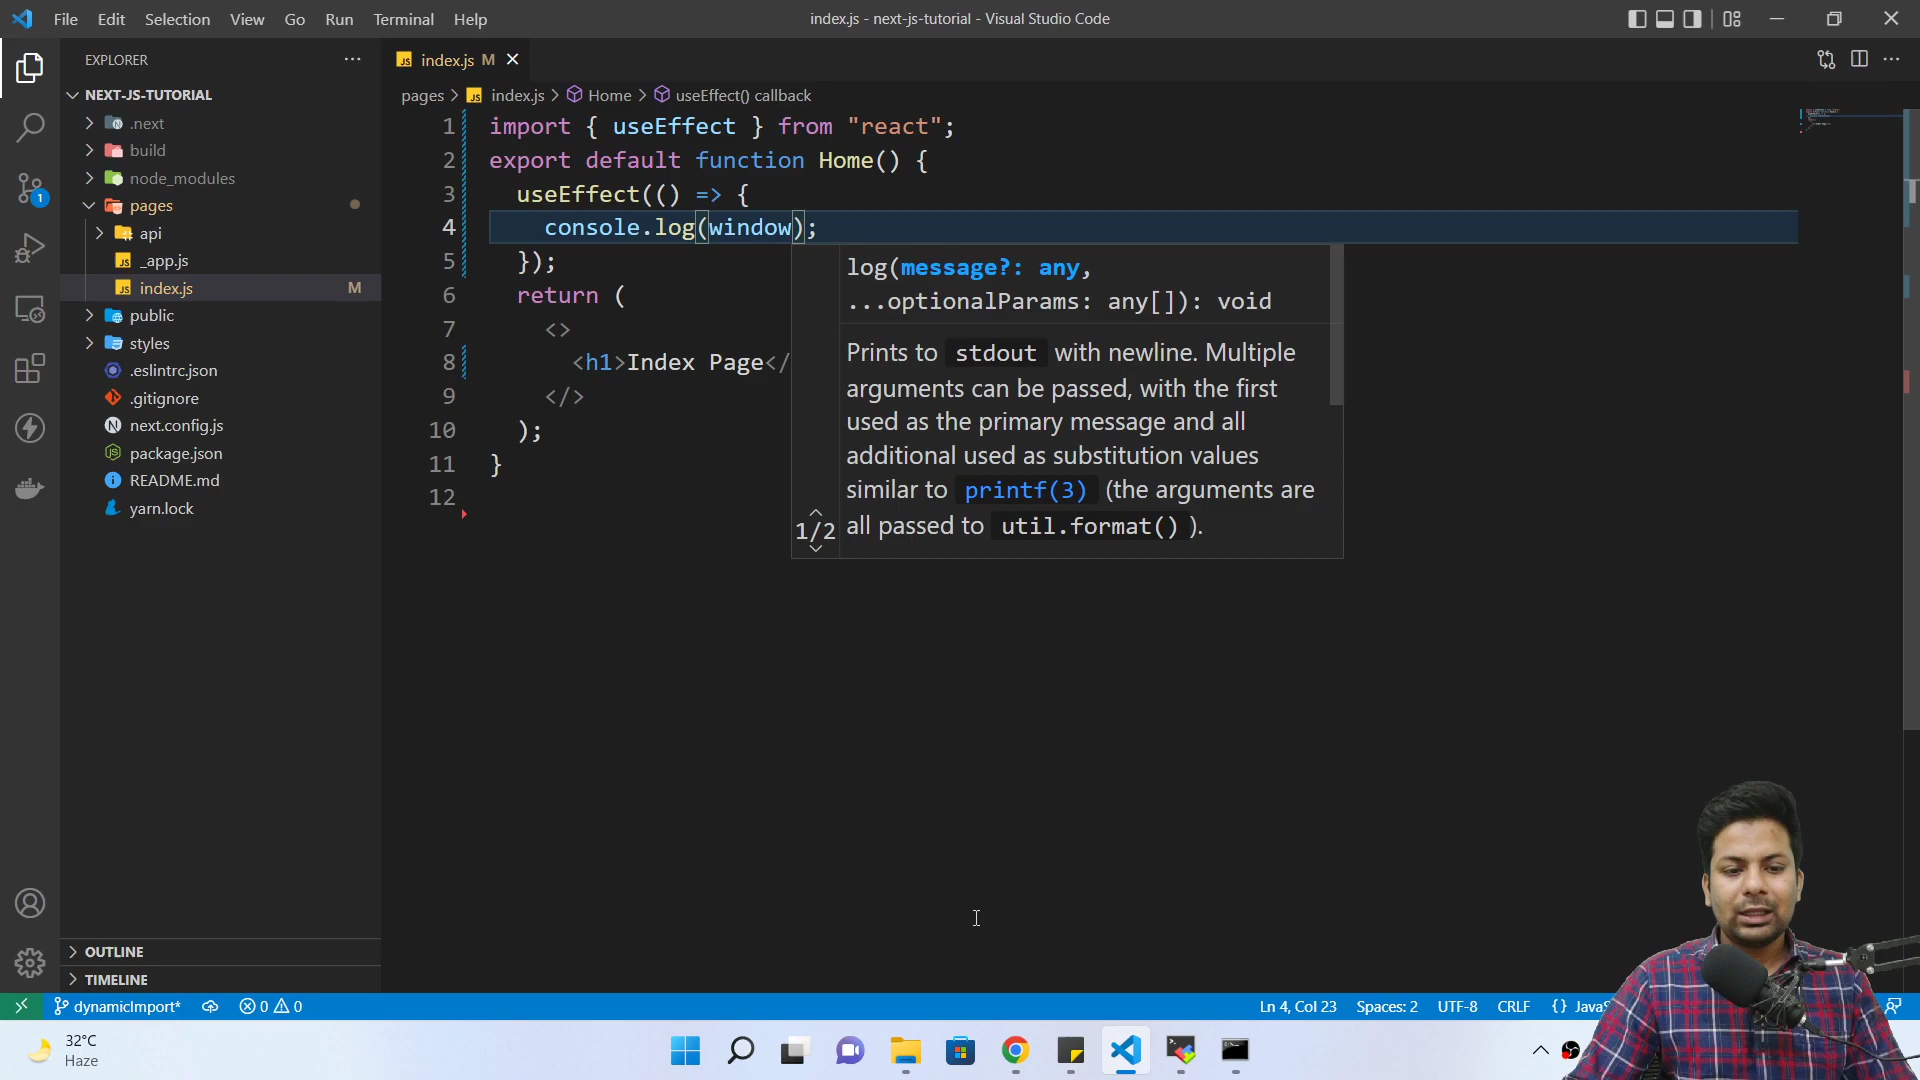 File Edit Selection View Go Run Terminal Help
index.js - next-js-tutorial - Visual Studio Code
EXPLORER
NEXT-JS-TUTORIAL
.next
build
node_modules
pages
api
_app.js
index.js M
public
styles
.eslintrc.json
.gitignore
next.config.js
package.json
README.md
yarn.lock
OUTLINE
TIMELINE
1
JS index.js M
pages > JS index.js > Home > useEffect() callback
1 import { useEffect } from "react";
2 export default function Home() {
3 useEffect(() => {
4 console.log(window);
5 });
6 return (
7 <>
8 <h1>Index Page</
9 </>
10 );
11 }
12
log(message?: any,
...optionalParams: any[]): void
Prints to stdout with newline. Multiple
arguments can be passed, with the first
used as the primary message and all
additional used as substitution values
similar to printf(3) (the arguments are
all passed to util.format() ).
1/2
dynamicImport* 0 0
Ln 4, Col 23 Spaces: 2 UTF-8 CRLF {}
32°C
Haze